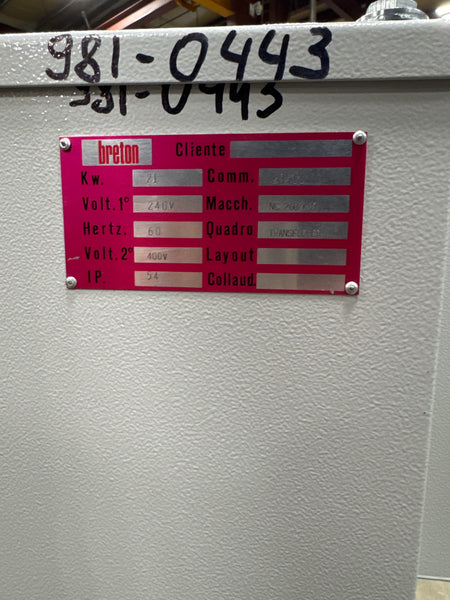 981-0443
981-0443
breton Cliente
Kw. 21 Comm.
Volt.1° 240V Macch.
Hertz. 60 Quadro
Volt.2° 400V Layout
IP. 54 Collaud.